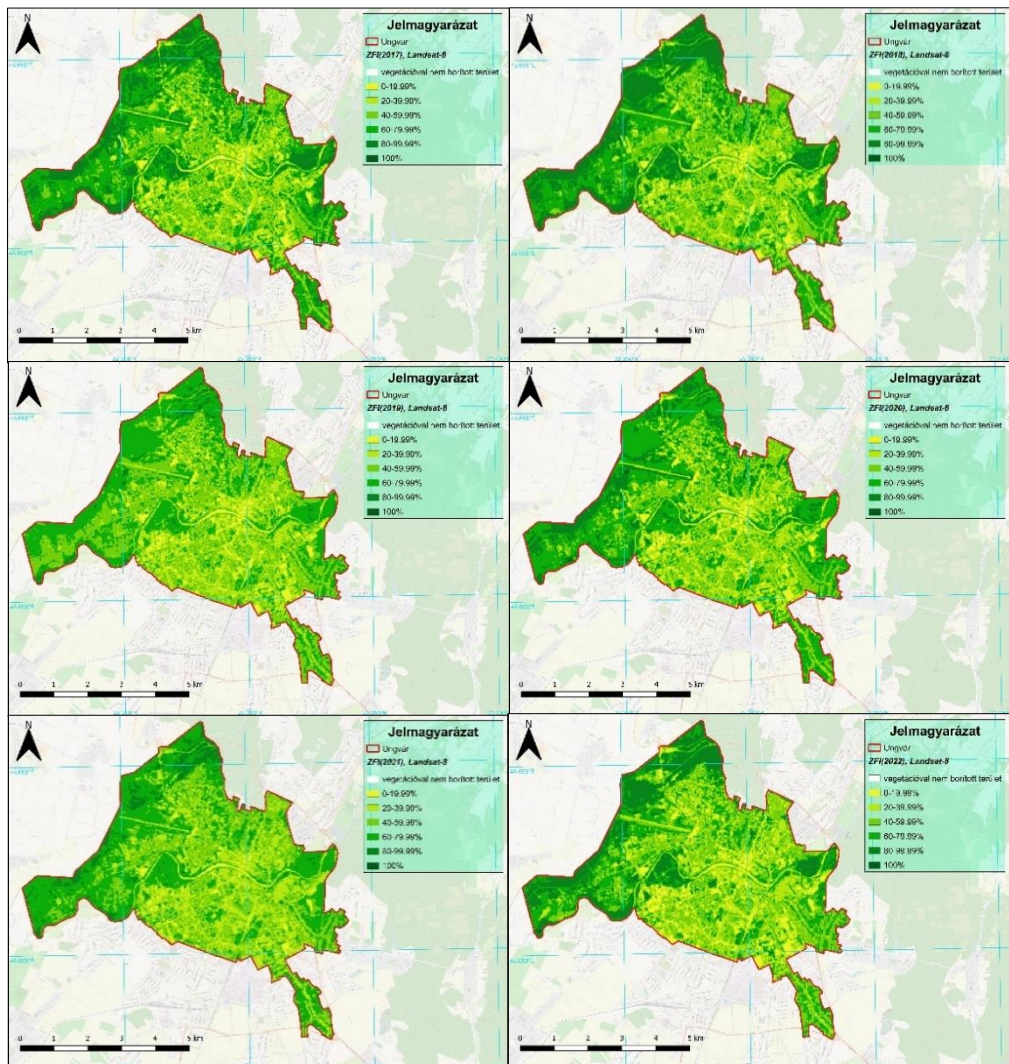 N
Jelmagyarázat
Ungvár
ZFI(2017), Landsat-8
vegetációval nem borított terület
0-19.99%
20-39.99%
40-59.99%
60-79.99%
80-99.99%
100%
0 1 2 3 4 5 km
N
Jelmagyarázat
Ungvár
ZFI(2018), Landsat-8
vegetációval nem borított terület
0-19.99%
20-39.99%
40-59.99%
60-79.99%
80-99.99%
100%
0 1 2 3 4 5 km
N
Jelmagyarázat
Ungvár
ZFI(2019), Landsat-8
vegetációval nem borított terület
0-19.99%
20-39.99%
40-59.99%
60-79.99%
80-99.99%
100%
0 1 2 3 4 5 km
N
Jelmagyarázat
Ungvár
ZFI(2020), Landsat-8
vegetációval nem borított terület
0-19.99%
20-39.99%
40-59.99%
60-79.99%
80-99.99%
100%
0 1 2 3 4 5 km
N
Jelmagyarázat
Ungvár
ZFI(2021), Landsat-8
vegetációval nem borított terület
0-19.99%
20-39.99%
40-59.99%
60-79.99%
80-99.99%
100%
0 1 2 3 4 5 km
N
Jelmagyarázat
Ungvár
ZFI(2022), Landsat-8
vegetációval nem borított terület
0-19.99%
20-39.99%
40-59.99%
60-79.99%
80-99.99%
100%
0 1 2 3 4 5 km